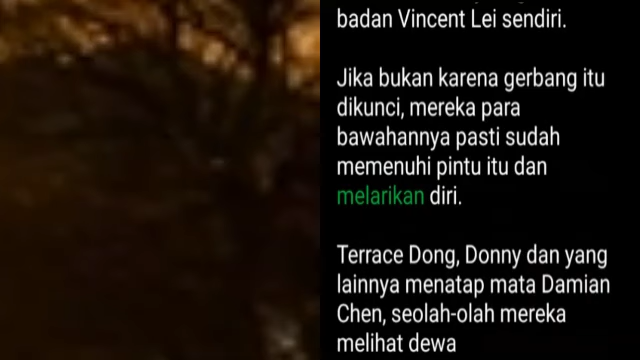 badan Vincent Lei sendiri.
Jika bukan karena gerbang itu
dikunci, mereka para
bawahannya pasti sudah
memenuhi pintu itu dan
melarikan diri.
Terrace Dong, Donny dan yang
lainnya menatap mata Damian
Chen, seolah-olah mereka
melihat dewa